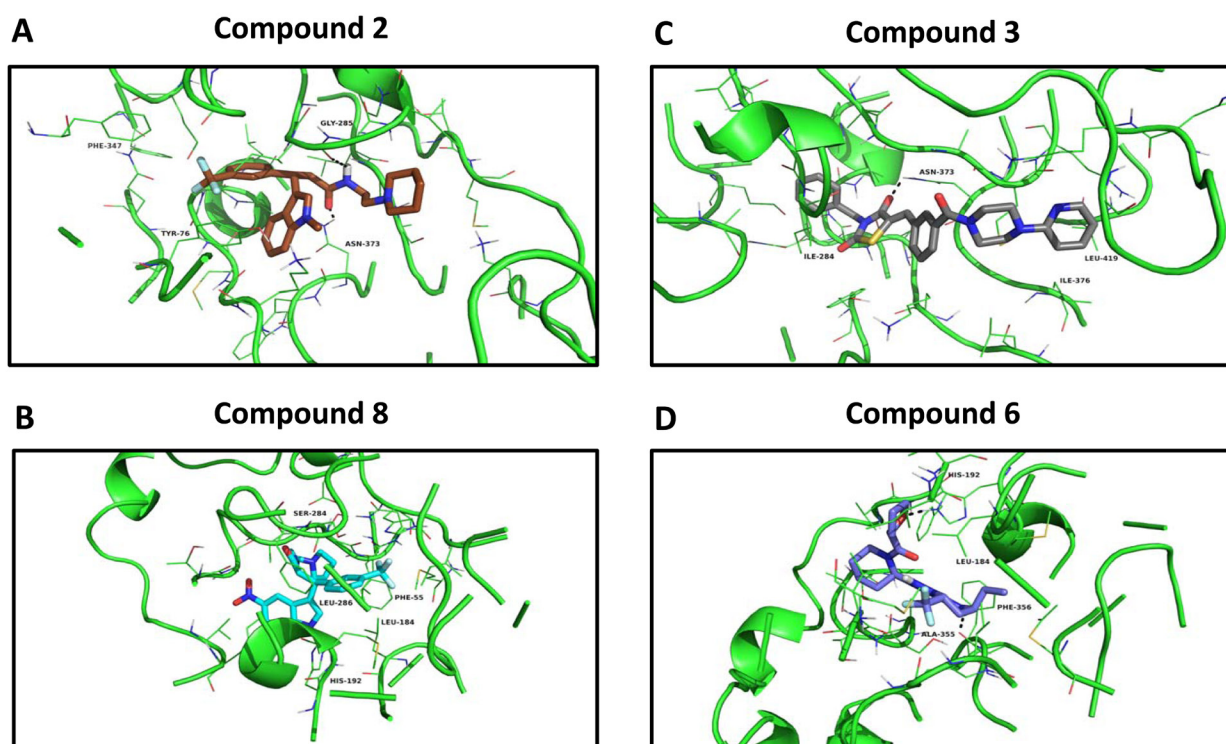 A
Compound 2
GLY-285
PHE-347
TYR-76
ASN-373
C
Compound 3
ASN-373
ILE-284
LEU-419
ILE-376
B
Compound 8
SER-284
LEU-286
PHE-55
LEU-184
HIS-192
D
Compound 6
HIS-192
LEU-184
PHE-356
ALA-355